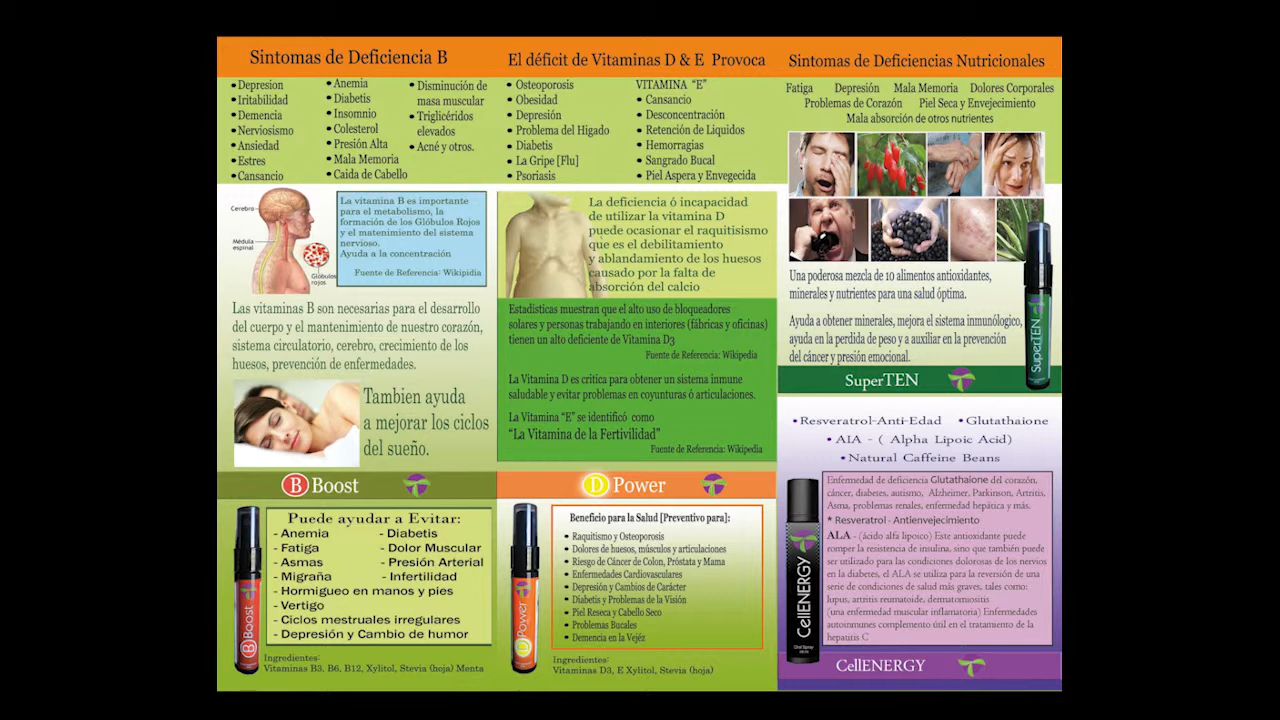 Sintomas de Deficiencia B
• Depresion
• Iritabilidad
• Demencia
• Nerviosismo
• Ansiedad
• Estres
• Cansancio
• Anemia
• Diabetis
• Insomnio
• Colesterol
• Presión Alta
• Mala Memoria
• Caida de Cabello
• Disminución de
masa muscular
• Triglicéridos
elevados
• Acné y otros.
Cerebro
Médula
espinal
Glóbulos
rojos
La vitamina B es importante
para el metabolismo, la
formación de los Glóbulos Rojos
y el matenimiento del sistema
nervioso.
Ayuda a la concentración
Fuente de Referencia: Wikipidia
Las vitaminas B son necesarias para el desarrollo
del cuerpo y el mantenimiento de nuestro corazón,
sistema circulatorio, cerebro, crecimiento de los
huesos, prevención de enfermedades.
Tambien ayuda
a mejorar los ciclos
del sueño.
B Boost
B Boost
Puede ayudar a Evitar:
- Anemia
- Fatiga
- Asmas
- Migraña
- Diabetis
- Dolor Muscular
- Presión Arterial
- Infertilidad
- Hormigueo en manos y pies
- Vertigo
- Ciclos mestruales irregulares
- Depresión y Cambio de humor
Ingredientes:
Vitaminas B3, B6, B12, Xylitol, Stevia (hoja) Menta
El déficit de Vitaminas D & E Provoca
• Osteoporosis
• Obesidad
• Depresión
• Problema del Higado
• Diabetis
• La Gripe [Flu]
• Psoriasis
VITAMINA "E"
• Cansancio
• Desconcentración
• Retención de Liquidos
• Hemorragias
• Sangrado Bucal
• Piel Aspera y Envegecida
La deficiencia ó incapacidad
de utilizar la vitamina D
puede ocasionar el raquitisismo
que es el debilitamiento
y ablandamiento de los huesos
causado por la falta de
absorción del calcio
Estadisticas muestran que el alto uso de bloqueadores
solares y personas trabajando en interiores (fábricas y oficinas)
tienen un alto deficiente de Vitamina D3
Fuente de Referencia: Wikepedia
La Vitamina D es critica para obtener un sistema inmune
saludable y evitar problemas en coyunturas ó articulaciones.
La Vitamina "E" se identificó como
"La Vitamina de la Fertivilidad"
Fuente de Referencia: Wikipedia
D Power
D Power
Beneficio para la Salud [Preventivo para]:
• Raquitismo y Osteoporosis
• Dolores de huesos, músculos y articulaciones
• Riesgo de Cáncer de Colon, Próstata y Mama
• Enfermedades Cardiovasculares
• Depresión y Cambios de Carácter
• Diabetis y Problemas de la Visión
• Piel Reseca y Cabello Seco
• Problemas Bucales
• Demencia en la Vejéz
Ingredientes:
Vitaminas D3, E Xylitol, Stevia (hoja)
Sintomas de Deficiencias Nutricionales
Fatiga Depresión Mala Memoria Dolores Corporales
Problemas de Corazón Piel Seca y Envejecimiento
Mala absorción de otros nutrientes
Una poderosa mezcla de 10 alimentos antioxidantes,
minerales y nutrientes para una salud óptima.
Ayuda a obtener minerales, mejora el sistema inmunólogico,
ayuda en la perdida de peso y a auxiliar en la prevención
del cáncer y presión emocional.
SuperTEN
SuperTEN
• Resveratrol-Anti-Edad • Glutathaione
• AIA - ( Alpha Lipoic Acid)
• Natural Caffeine Beans
Enfermedad de deficiencia Glutathaione del corazón,
cáncer, diabetes, autismo, Alzheimer, Parkinson, Artritis,
Asma, problemas renales, enfermedad hepática y más.
* Resvératrol - Antienvejecimiento
ALA - (ácido alfa liposico) Este antioxidante puede
romper la resistencia de insulina, sino que también puede
ser utilizado para las condiciones dolorosas de los nervios
en la diabetes, el ALA se utiliza para la reversión de una
serie de condiciones de salud más graves, tales como:
lupus, artritis reumatoide, dermatomiositis
(una enfermedad muscular inflamatoria) Enfermedades
autoinmunes complemento útil en el tratamiento de la
hepatitis C
CellENERGY
Oral Spray
CellENERGY